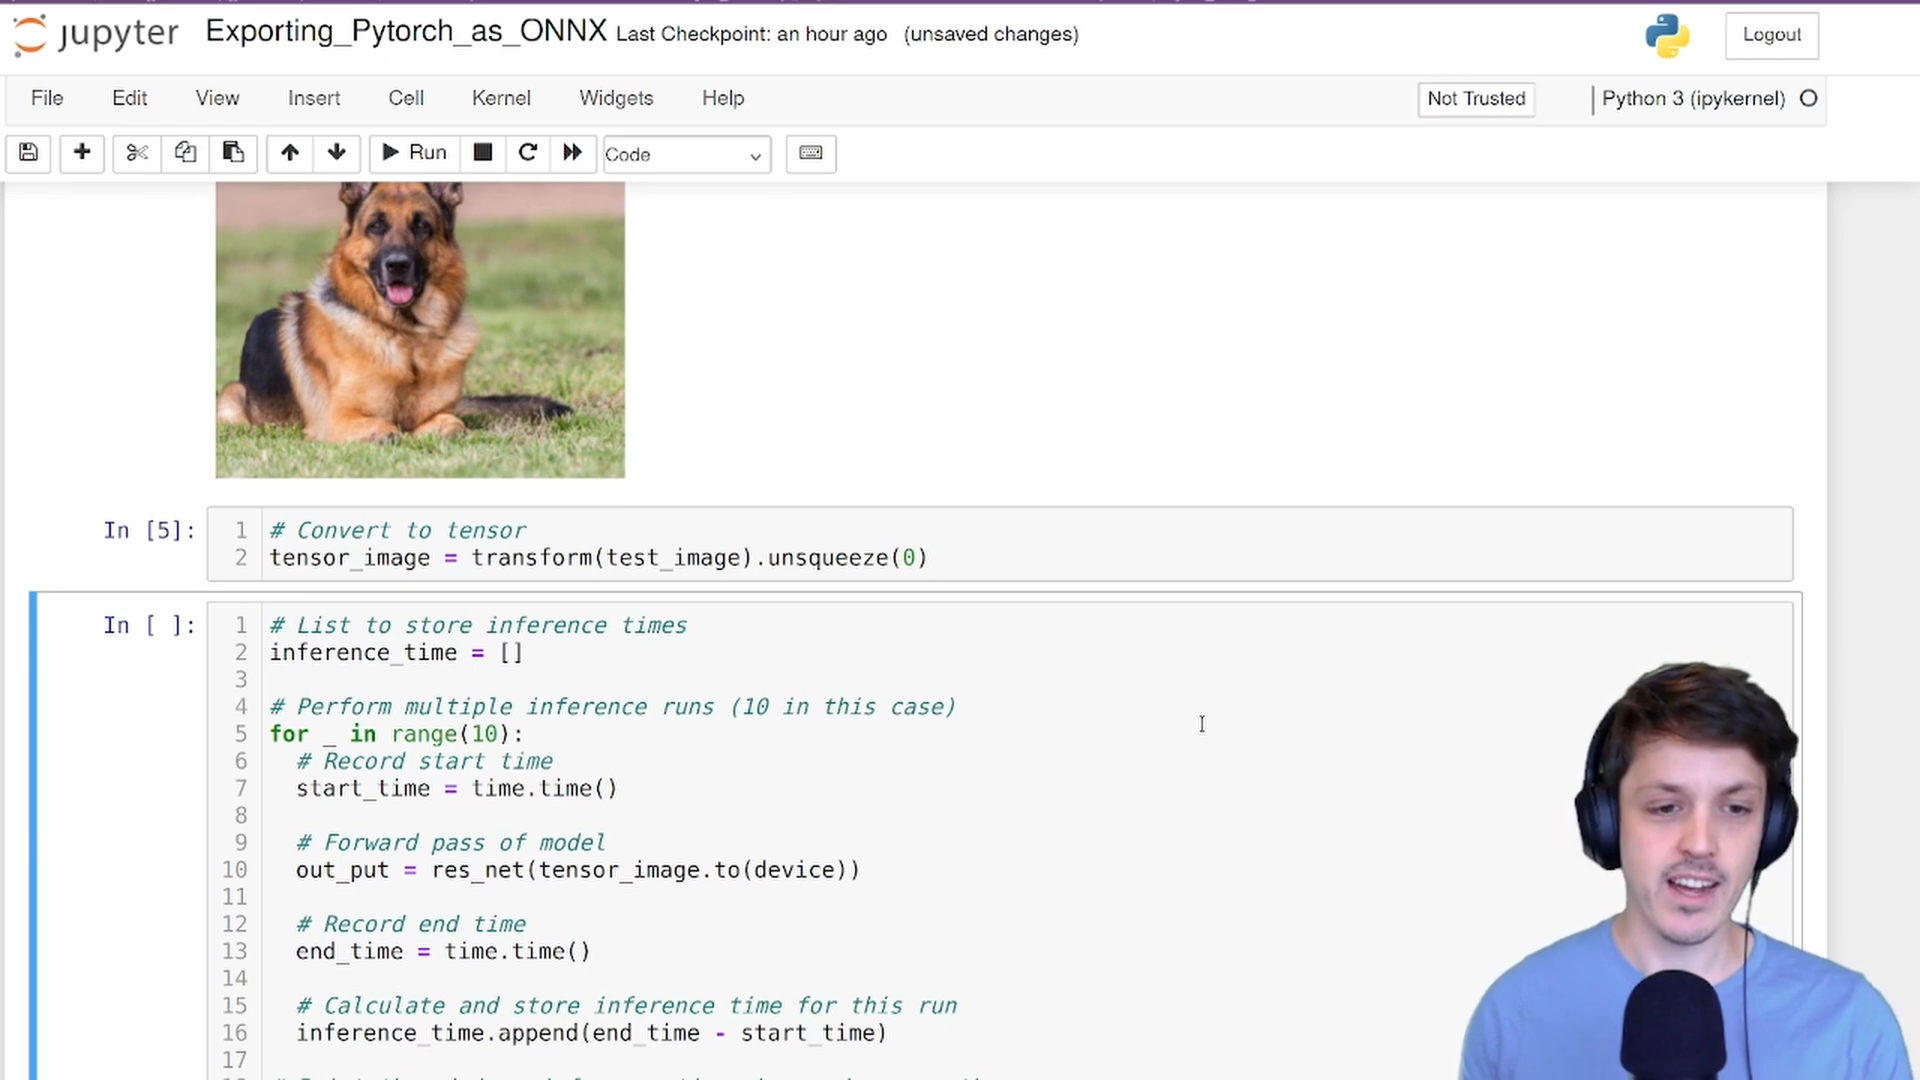 jupyter Exporting_Pytorch_as_ONNX Last Checkpoint: an hour ago (unsaved changes) Logout
File Edit View Insert Cell Kernel Widgets Help Not Trusted Python 3 (ipykernel)
Run Code
In [5]:
1 # Convert to tensor
2 tensor_image = transform(test_image).unsqueeze(0)
In [ ]:
1 # List to store inference times
2 inference_time = []
3
4 # Perform multiple inference runs (10 in this case)
5 for _ in range(10):
6 # Record start time
7 start_time = time.time()
8
9 # Forward pass of model
10 out_put = res_net(tensor_image.to(device))
11
12 # Record end time
13 end_time = time.time()
14
15 # Calculate and store inference time for this run
16 inference_time.append(end_time - start_time)
17